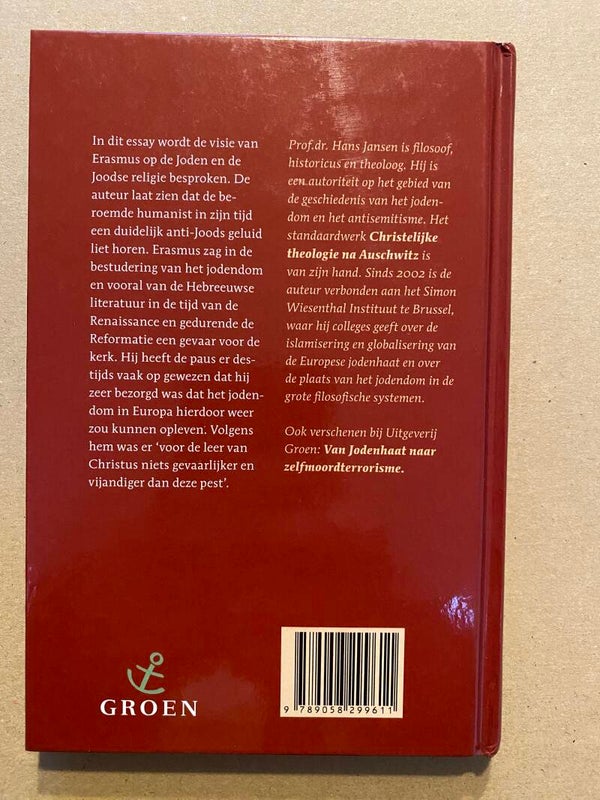 In dit essay wordt de visie van
Erasmus op de Joden en de
Joodse religie besproken. De
auteur laat zien dat de be-
roemde humanist in zijn tijd
een duidelijk anti-Joods geluid
liet horen. Erasmus zag in de
bestudering van het jodendom
en vooral van de Hebreeuwse
literatuur in de tijd van de
Renaissance en gedurende de
Reformatie een gevaar voor de
kerk. Hij heeft de paus er des-
tijds vaak op gewezen dat hij
zeer bezorgd was dat het joden-
dom in Europa hierdoor weer
zou kunnen opleven. Volgens
hem was er ‘voor de leer van
Christus niets gevaarlijker en
vijandiger dan deze pest’.
Prof.dr. Hans Jansen is filosoof,
historicus en theoloog. Hij is
een autoriteit op het gebied van
de geschiedenis van het joden-
dom en het antisemitisme. Het
standaardwerk Christelijke
theologie na Auschwitz is
van zijn hand. Sinds 2002 is de
auteur verbonden aan het Simon
Wiesenthal Instituut te Brussel,
waar hij colleges geeft over de
islamisering en globalisering van
de Europese jodenhaat en over
de plaats van het jodendom in de
grote filosofische systemen.
Ook verschenen bij Uitgeverij
Groen: Van Jodenhaat naar
zelfmoordterrorisme.
GROEN
9 789058 299611